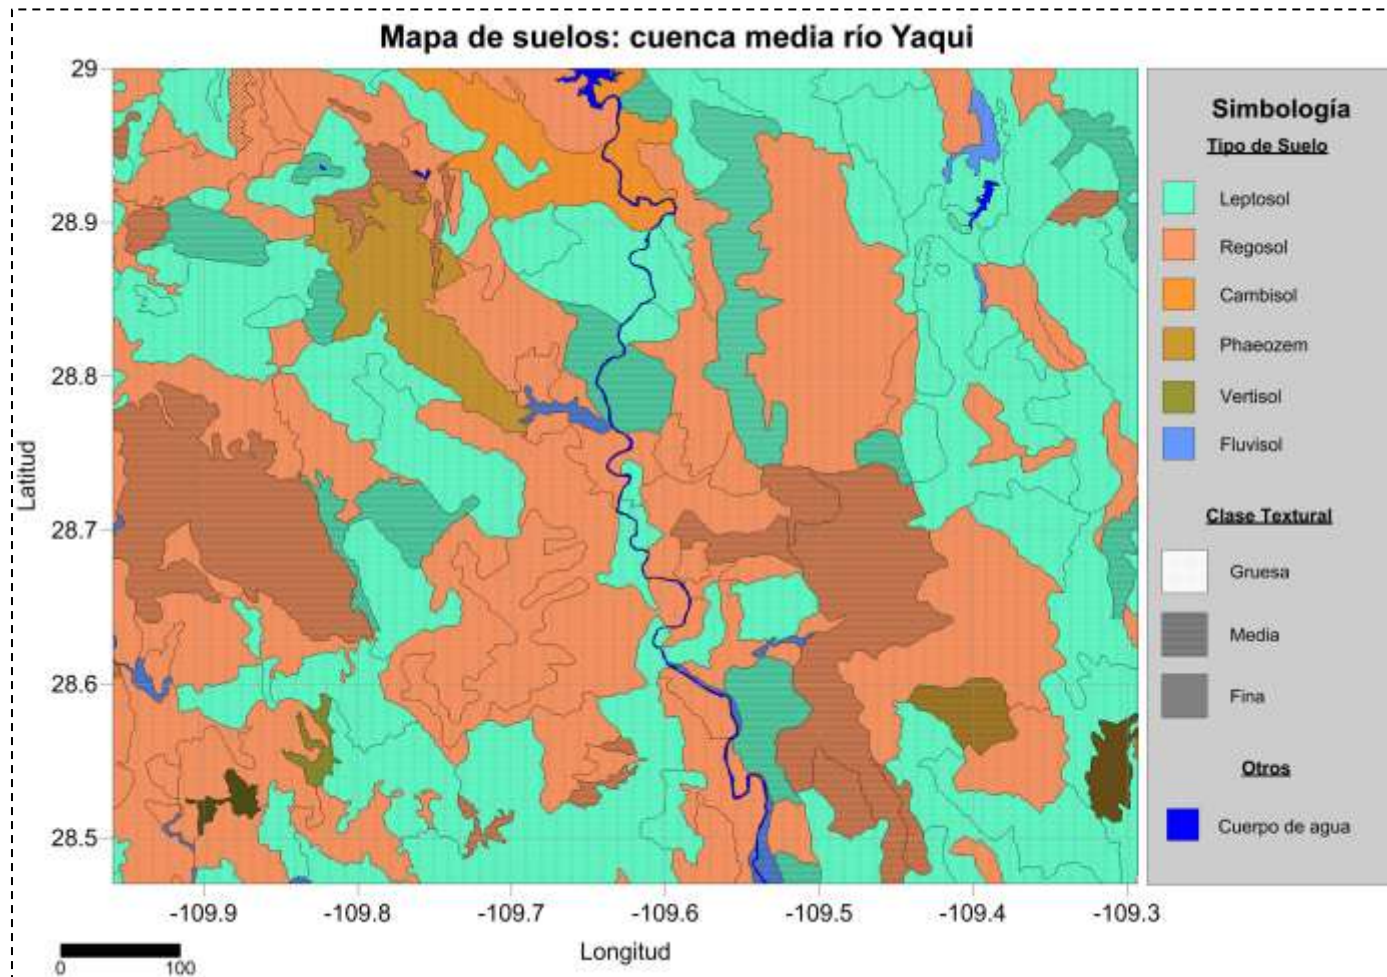 Mapa de suelos: cuenca media río Yaqui
29
28.9
28.8
28.7
28.6
28.5
Latitud
-109.9
-109.8
-109.7
-109.6
-109.5
-109.4
-109.3
Longitud
0
100
Simbología
Tipo de Suelo
Leptosol
Regosol
Cambisol
Phaeozem
Vertisol
Fluvisol
Clase Textural
Gruesa
Media
Fina
Otros
Cuerpo de agua